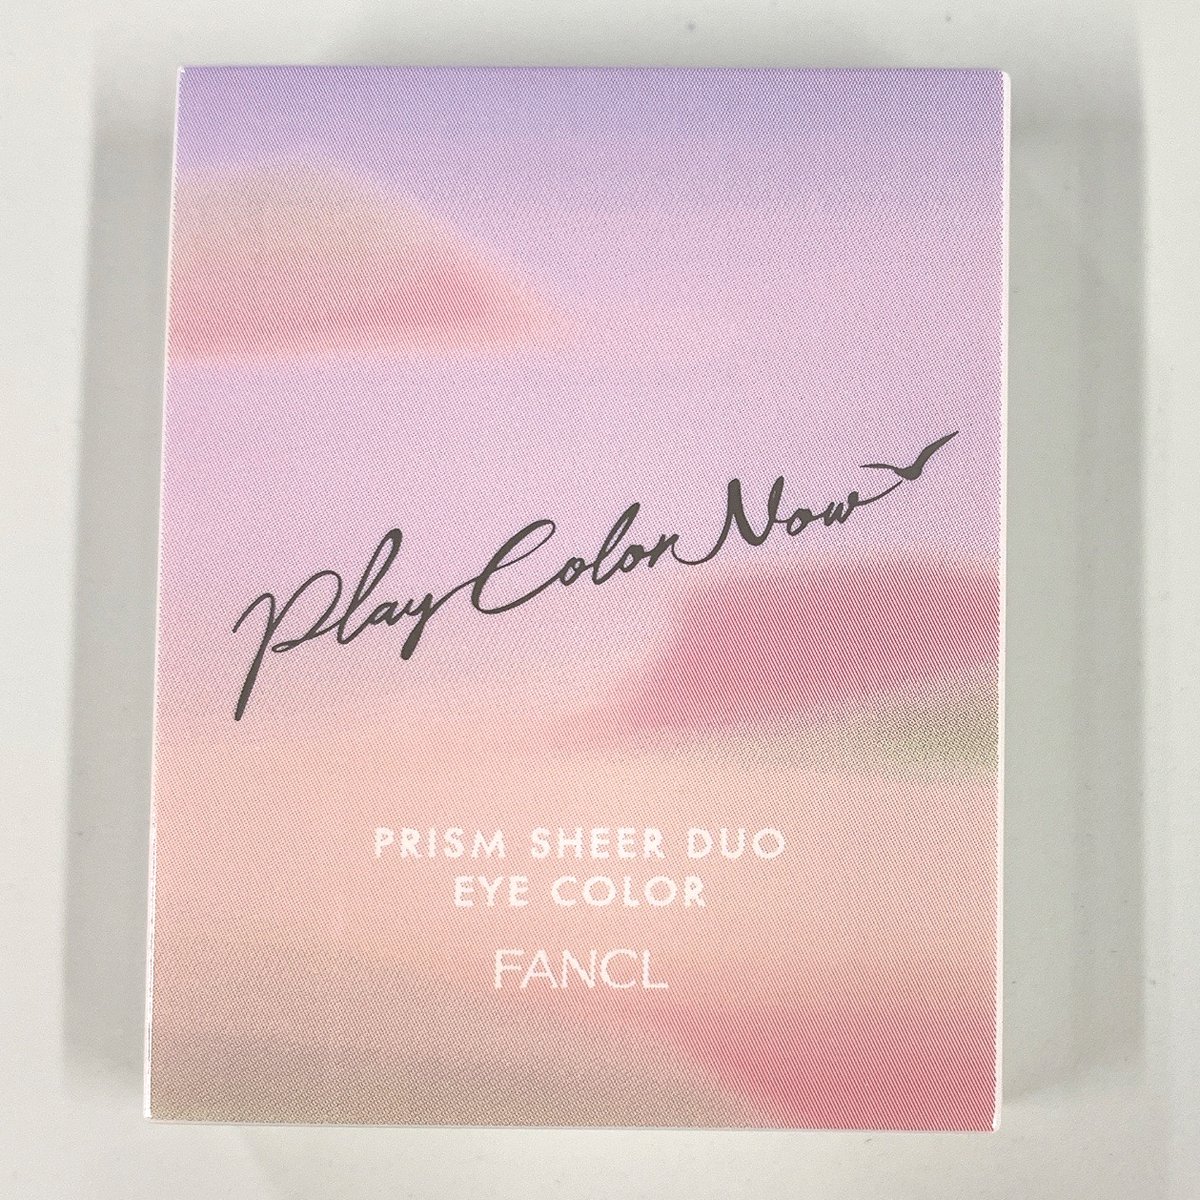 Play Color Now
PRISM SHEER DUO
EYE COLOR
FANCL